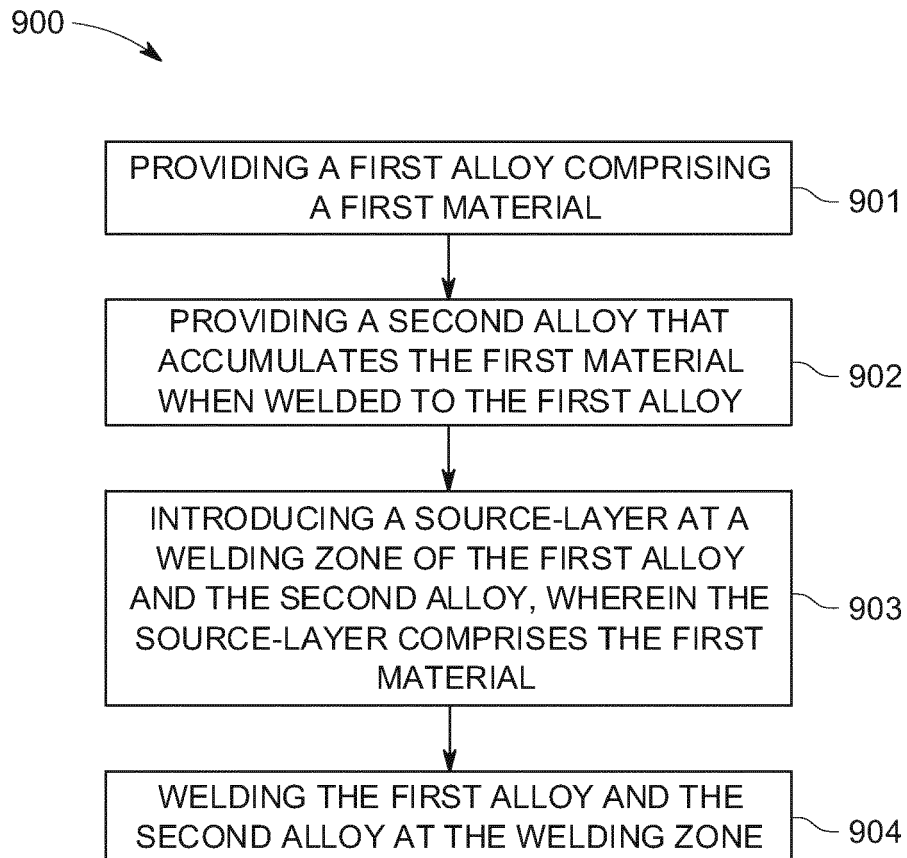 900
PROVIDING A FIRST ALLOY COMPRISING
A FIRST MATERIAL
901
PROVIDING A SECOND ALLOY THAT
ACCUMULATES THE FIRST MATERIAL
WHEN WELDED TO THE FIRST ALLOY
902
INTRODUCING A SOURCE-LAYER AT A
WELDING ZONE OF THE FIRST ALLOY
AND THE SECOND ALLOY, WHEREIN THE
SOURCE-LAYER COMPRISES THE FIRST
MATERIAL
903
WELDING THE FIRST ALLOY AND THE
SECOND ALLOY AT THE WELDING ZONE
904